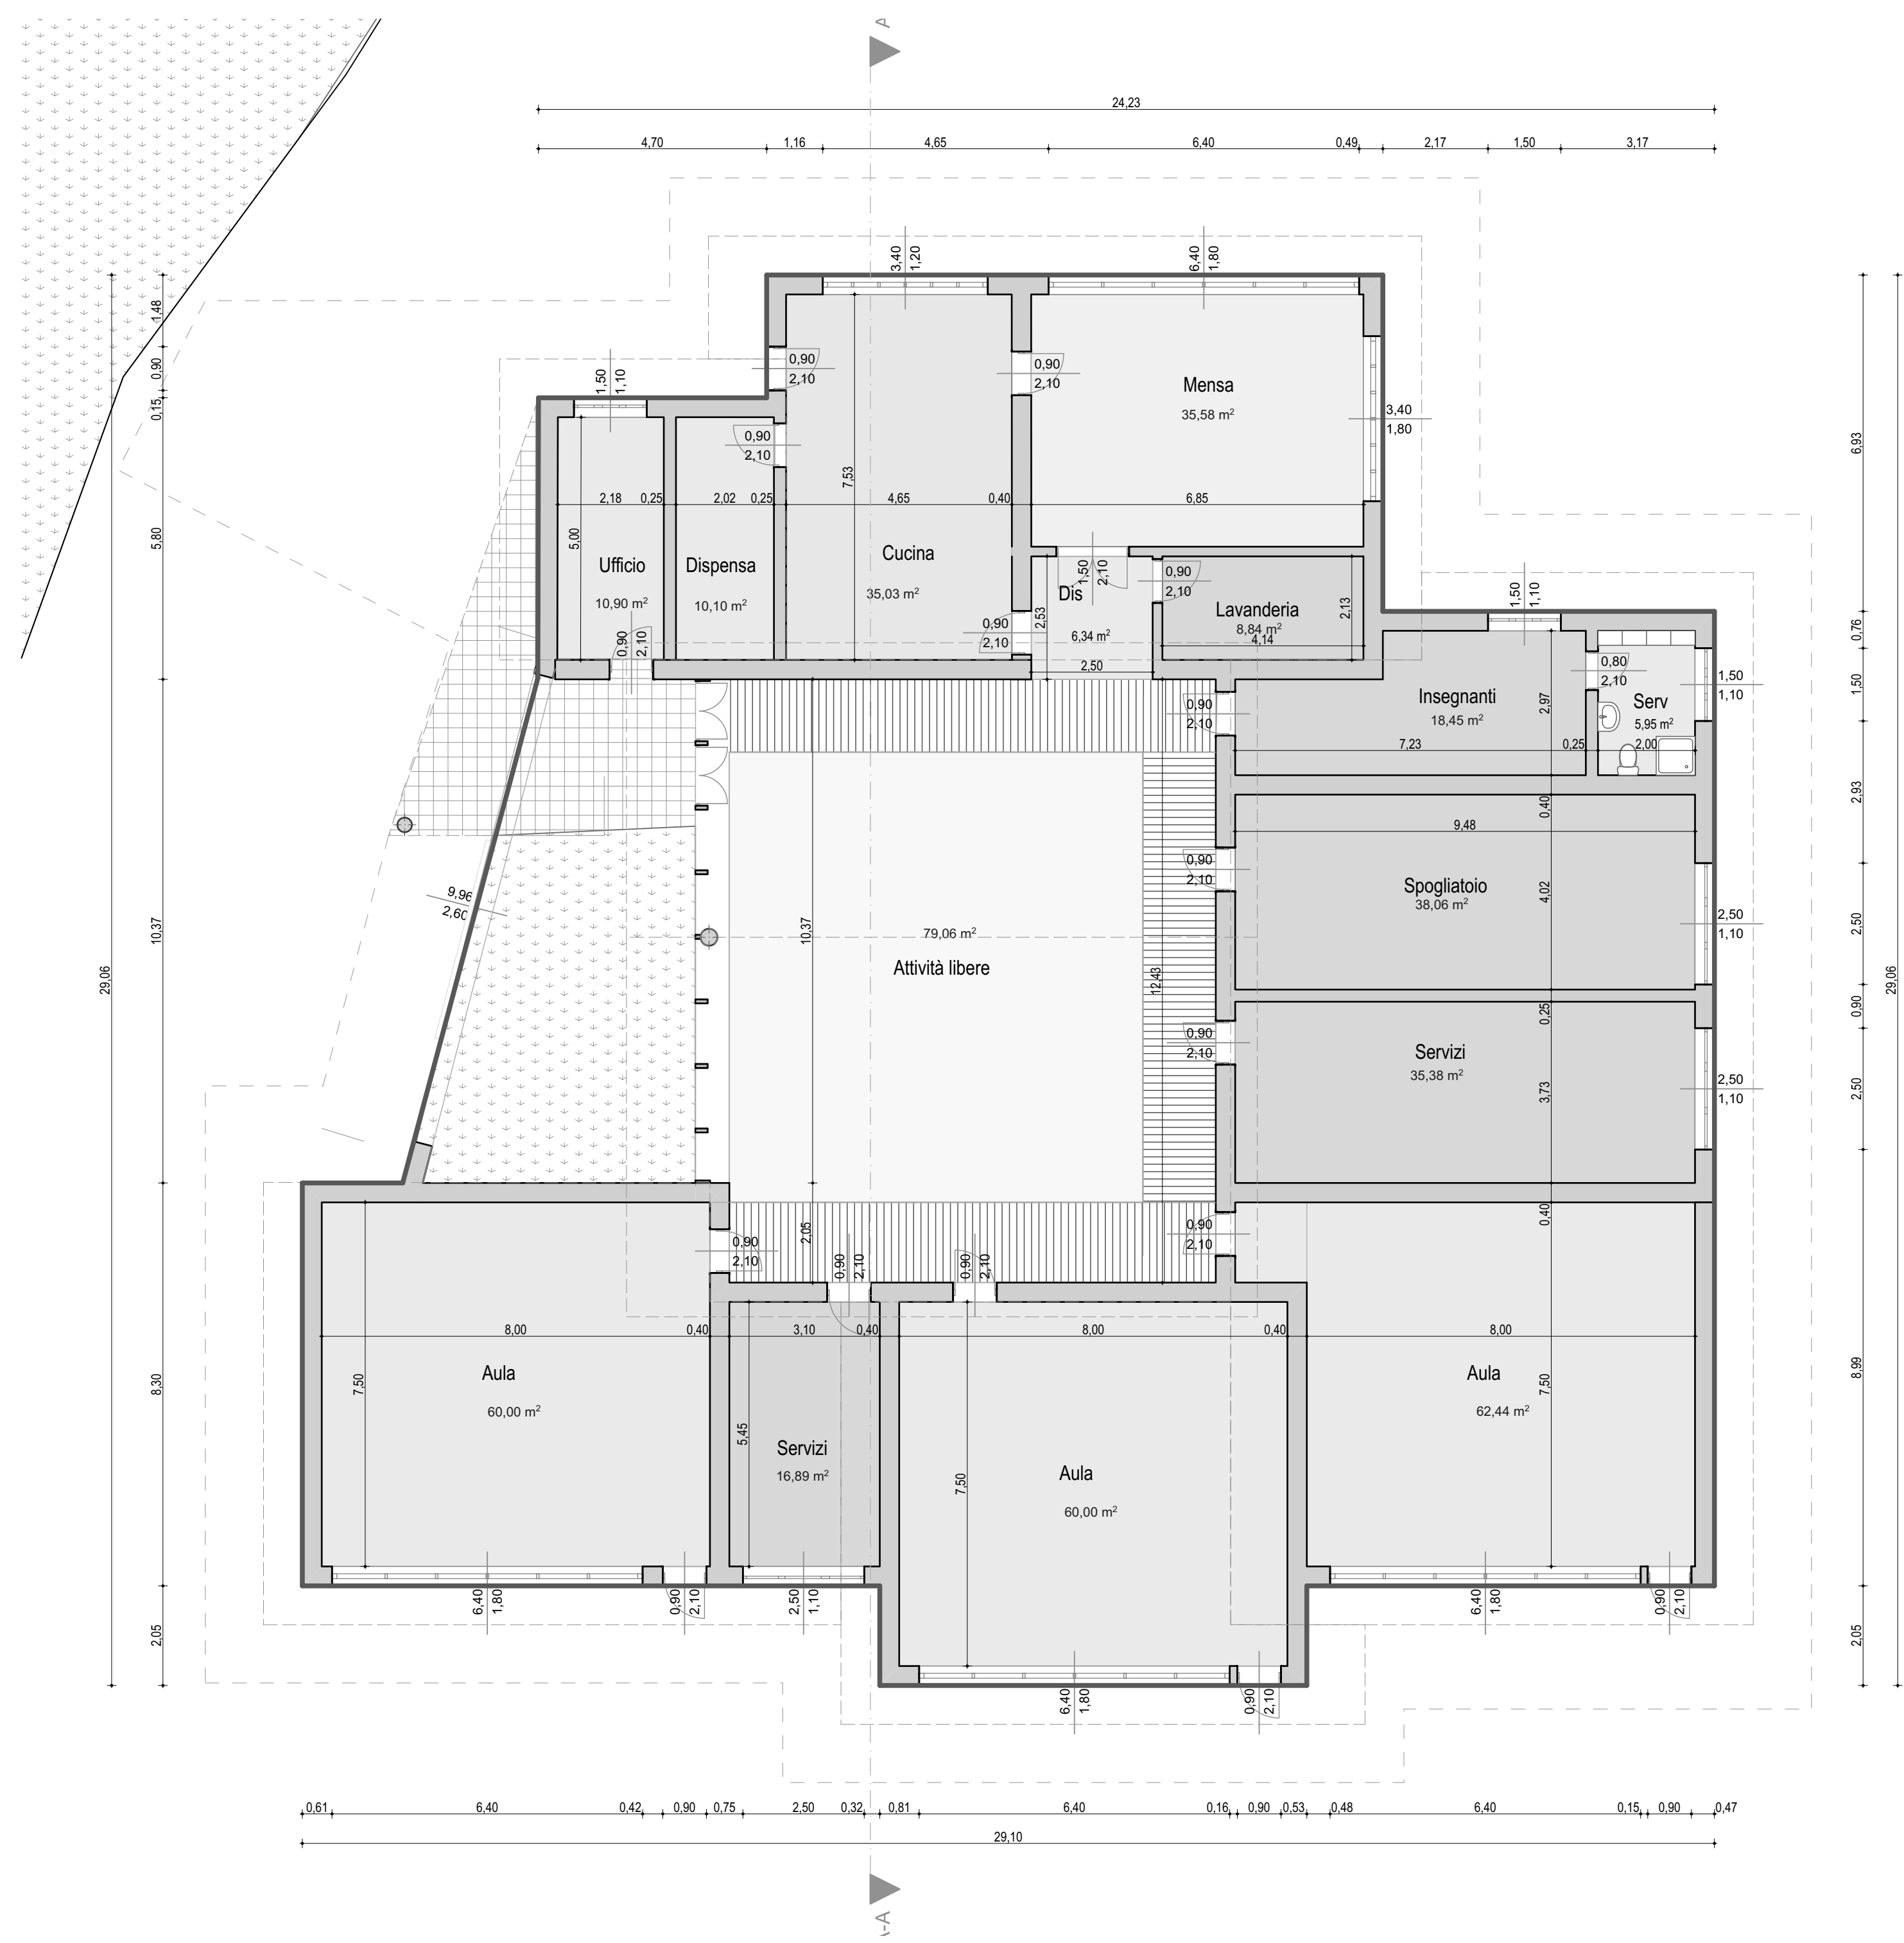 A
24,23
4,70 1,16 4,65 6,40 0,49 2,17 1,50 3,17
3,40
1,20
6,40
1,80
1,50
1,10
0,90
2,10
0,90
2,10
Mensa
35,58 m²
3,40
1,80
0,90
2,10
7,53
2,18 0,25 2,02 0,25 4,65 0,40 6,85
5,00
Ufficio
10,90 m²
Dispensa
10,10 m²
Cucina
35,03 m²
0,90
2,10
0,90
2,10
2,53
Dis
1,50
2,10
6,34 m²
2,50
0,90
2,10
Lavanderia
8,84 m²
4,14
2,13
1,50
1,10
0,80
2,10
1,50
1,10
Insegnanti
18,45 m²
2,97
Serv
5,95 m²
7,23 0,25 2,00
0,90
2,10
0,40
9,48
Spogliatoio
38,06 m²
4,02
2,50
1,10
0,90
2,10
9,96
2,60
10,37
79,06 m²
Attività libere
12,43
0,25
0,90
2,10
Servizi
35,38 m²
3,73
2,50
1,10
0,40
0,90
2,10
2,05
0,90
2,10
0,90
2,10
0,90
2,10
8,00 0,40 3,10 0,40 8,00 0,40 8,00
Aula
60,00 m²
7,50
Servizi
16,89 m²
5,45
Aula
60,00 m²
7,50
Aula
62,44 m²
7,50
6,40
1,80
0,90
2,10
2,50
1,10
6,40
1,80
0,90
2,10
6,40
1,80
0,90
2,10
1,48
0,90
0,15
5,80
10,37
8,30
2,05
29,06
6,93
0,76
1,50
2,93
2,50
0,90
2,50
8,99
2,05
29,06
0,61 6,40 0,42 0,90 0,75 2,50 0,32 0,81 6,40 0,16 0,90 0,53 0,48 6,40 0,15 0,90 0,47
29,10
A-A